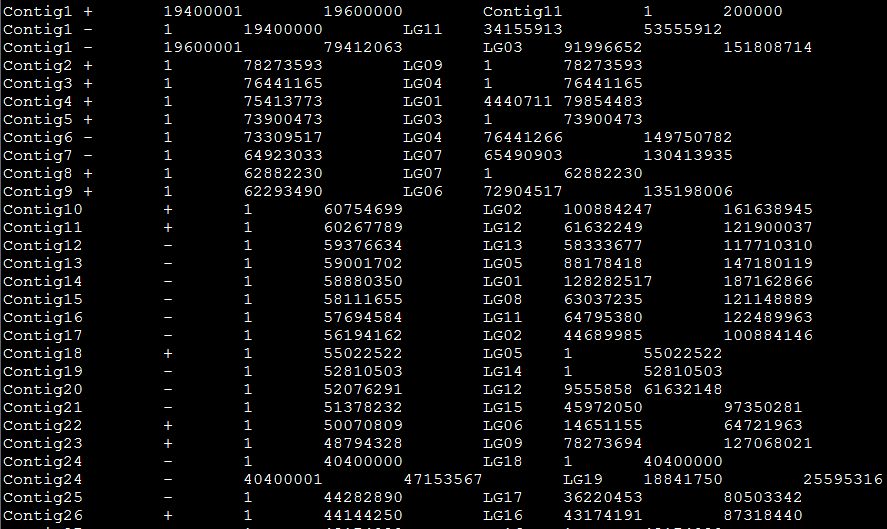 Contig1 + 19400001 19600000 Contig11 1 200000
Contig1 - 1 19400000 LG11 34155913 53555912
Contig1 - 19600001 79412063 LG03 91996652 151808714
Contig2 + 1 78273593 LG09 1 78273593
Contig3 + 1 76441165 LG04 1 76441165
Contig4 + 1 75413773 LG01 4440711 79854483
Contig5 + 1 73900473 LG03 1 73900473
Contig6 - 1 73309517 LG04 76441266 149750782
Contig7 - 1 64923033 LG07 65490903 130413935
Contig8 + 1 62882230 LG07 1 62882230
Contig9 + 1 62293490 LG06 72904517 135198006
Contig10 + 1 60754699 LG02 100884247 161638945
Contig11 + 1 60267789 LG12 61632249 121900037
Contig12 - 1 59376634 LG13 58333677 117710310
Contig13 - 1 59001702 LG05 88178418 147180119
Contig14 - 1 58880350 LG01 128282517 187162866
Contig15 - 1 58111655 LG08 63037235 121148889
Contig16 - 1 57694584 LG11 64795380 122489963
Contig17 - 1 56194162 LG02 44689985 100884146
Contig18 + 1 55022522 LG05 1 55022522
Contig19 - 1 52810503 LG14 1 52810503
Contig20 - 1 52076291 LG12 9555858 61632148
Contig21 - 1 51378232 LG15 45972050 97350281
Contig22 + 1 50070809 LG06 14651155 64721963
Contig23 + 1 48794328 LG09 78273694 127068021
Contig24 - 1 40400000 LG18 1 40400000
Contig24 - 40400001 47153567 LG19 18841750 25595316
Contig25 - 1 44282890 LG17 36220453 80503342
Contig26 + 1 44144250 LG16 43174191 87318440